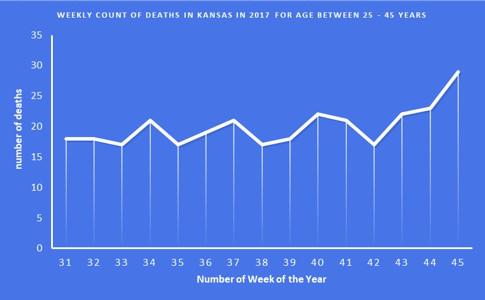 WEEKLY COUNT OF DEATHS IN KANSAS IN 2017 FOR AGE BETWEEN 25 - 45 YEARS
35
30
25
20
15
10
5
0
number of deaths
31 32 33 34 35 36 37 38 39 40 41 42 43 44 45
Number of Week of the Year